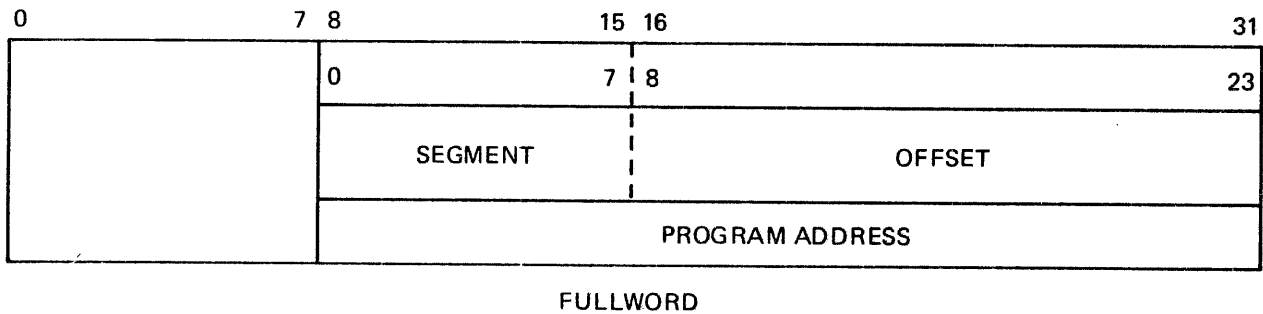 0 7 8 15 16 31
0 7 8 23
SEGMENT OFFSET
PROGRAM ADDRESS
FULLWORD